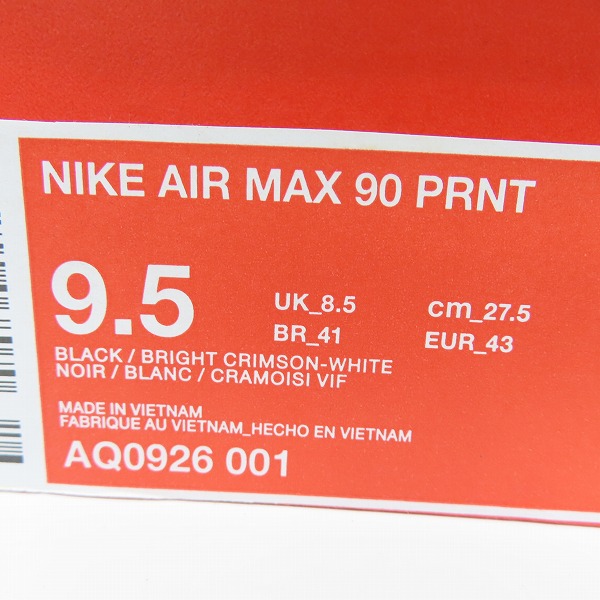 NIKE AIR MAX 90 PRNT
9.5
UK_8.5 cm_27.5
BR_41 EUR_43
BLACK / BRIGHT CRIMSON-WHITE
NOIR / BLANC / CRAMOISI VIF
MADE IN VIETNAM
FABRIQUE AU VIETNAM_HECHO EN VIETNAM
AQ0926 001